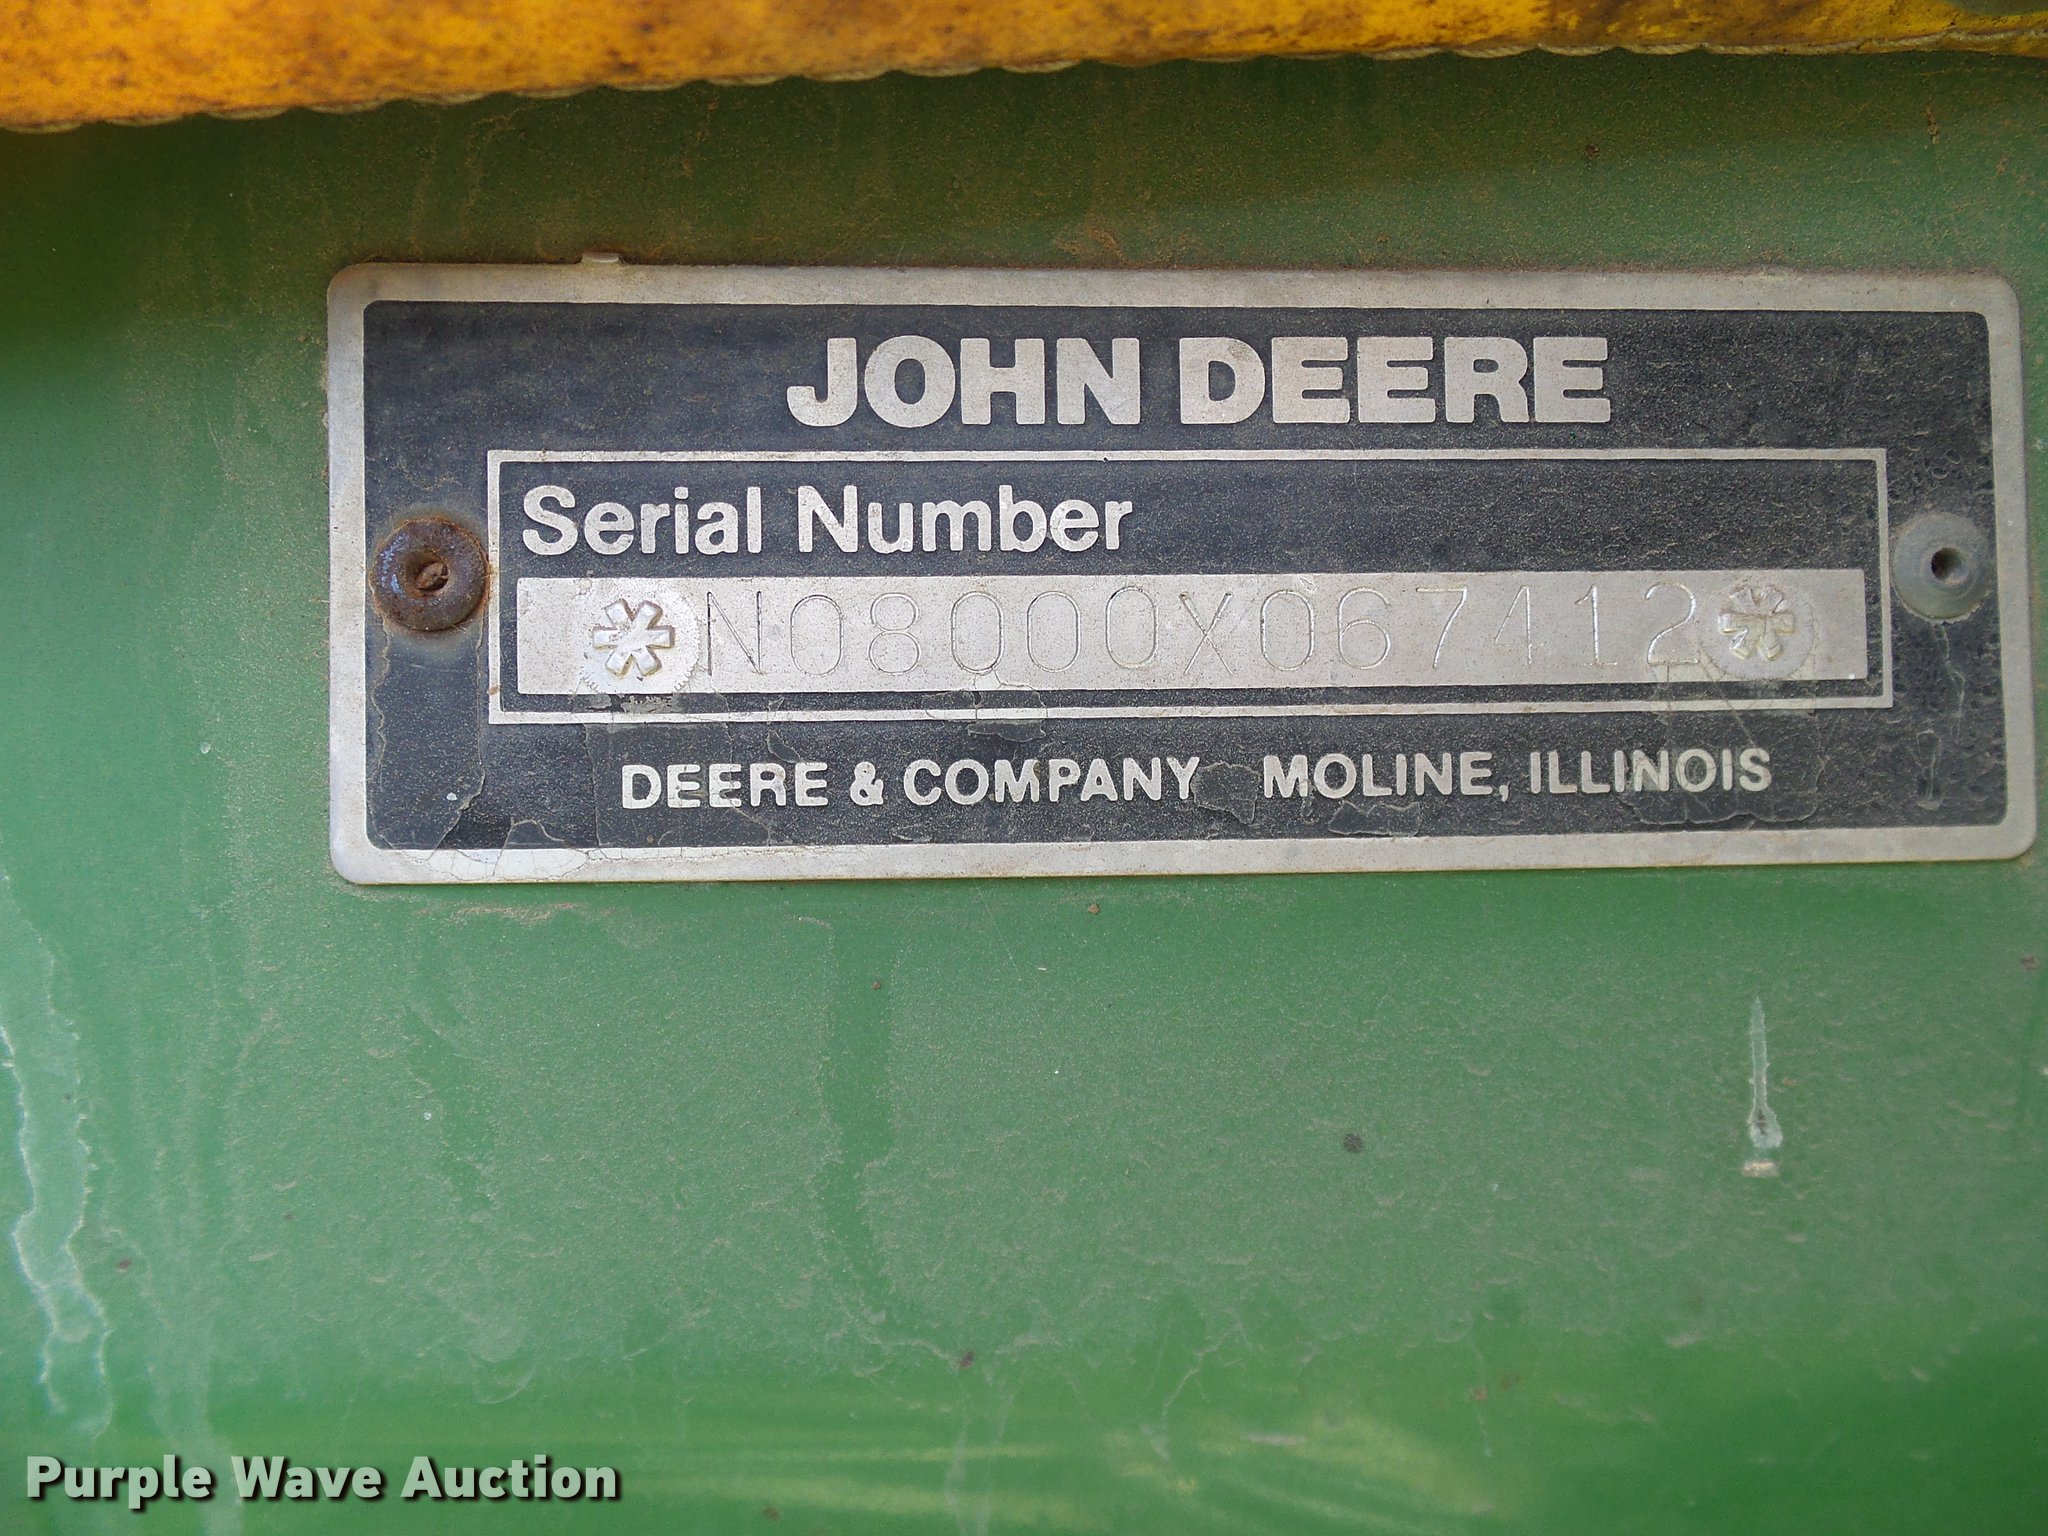 JOHN DEERE
Serial Number
*N08000X067412*
DEERE & COMPANY MOLINE, ILLINOIS
Purple Wave Auction